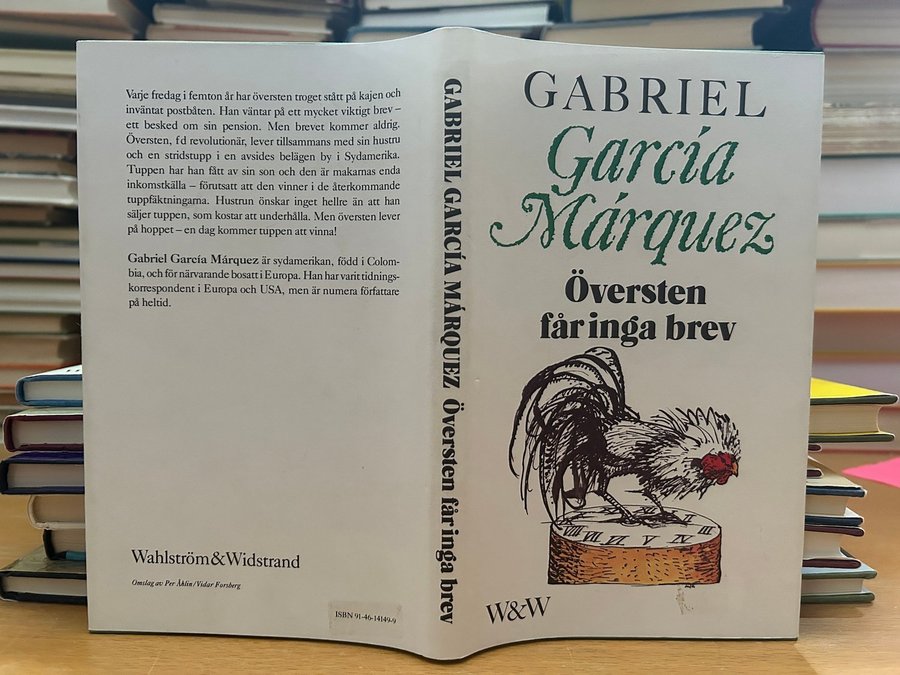 Varje fredag i femton år har översten troget stått på kajen och
inväntat postbåten. Han väntar på ett mycket viktigt brev –
ett besked om sin pension. Men brevet kommer aldrig.
Översten, f d revolutionär, lever tillsammans med sin hustru
och en stridstupp i en avsides belägen by i Sydamerika.
Tuppen har han fått av sin son och den är makarnas enda
inkomstkälla – förutsatt att den vinner i de återkommande
tuppfäktningarna. Hustrun önskar inget hellre än att han
säljer tuppen, som kostar att underhålla. Men översten lever
på hoppet – en dag kommer tuppen att vinna!
Gabriel García Márquez är sydamerikan, född i Colom-
bia, och för närvarande bosatt i Europa. Han har varit tidnings-
korrespondent i Europa och USA, men är numera författare
på heltid.
Wahlström&Widstrand
Omslag av Per Åhlin/Vidar Forsberg
ISBN 91-46-14149-9
GABRIEL GARCÍA MÁRQUEZ Översten får inga brev
GABRIEL
García
Márquez
Översten
får inga brev
II III IV V VI VII VIII
W&W